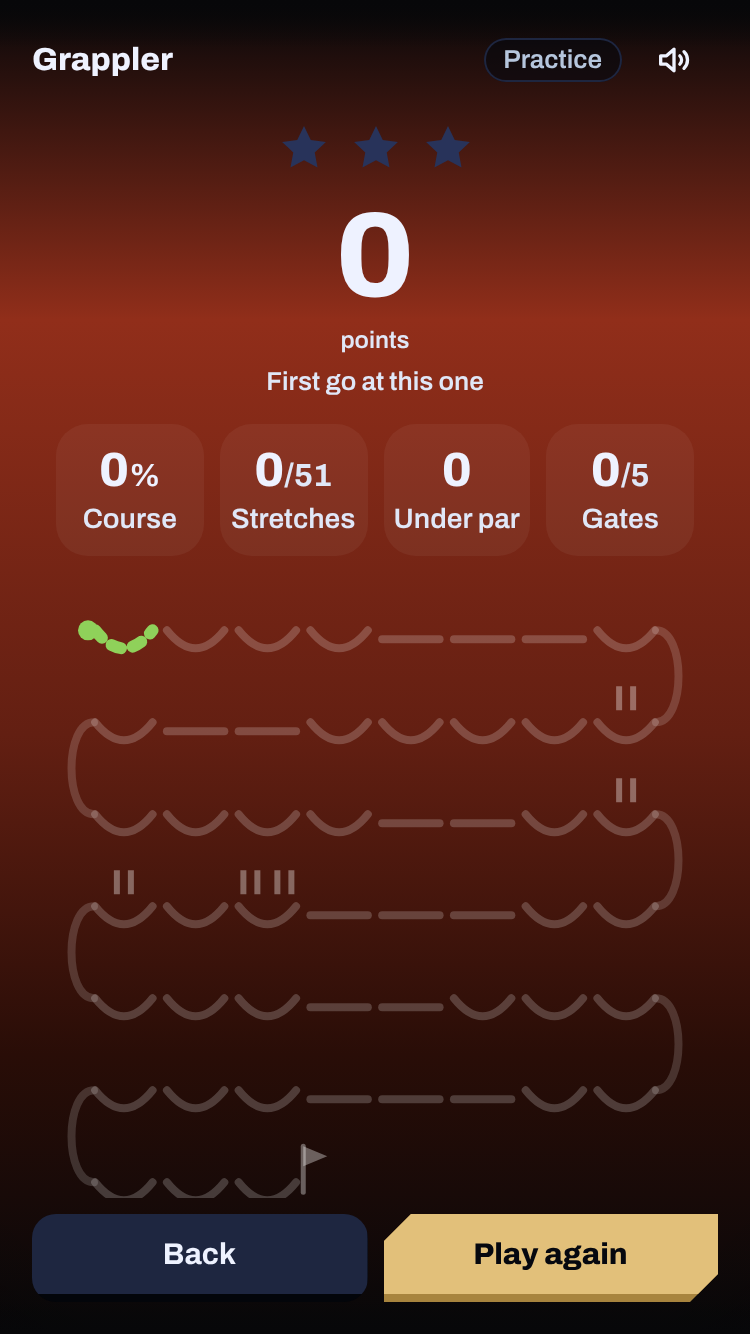 Grappler
Practice
0
points
First go at this one
0%
Course
0/51
Stretches
0
Under par
0/5
Gates
Back
Play again